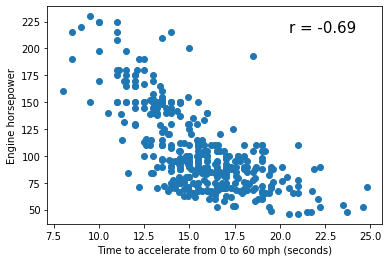 r = -0.69
Engine horsepower
225
200
175
150
125
100
75
50
7.5 10.0 12.5 15.0 17.5 20.0 22.5 25.0
Time to accelerate from 0 to 60 mph (seconds)